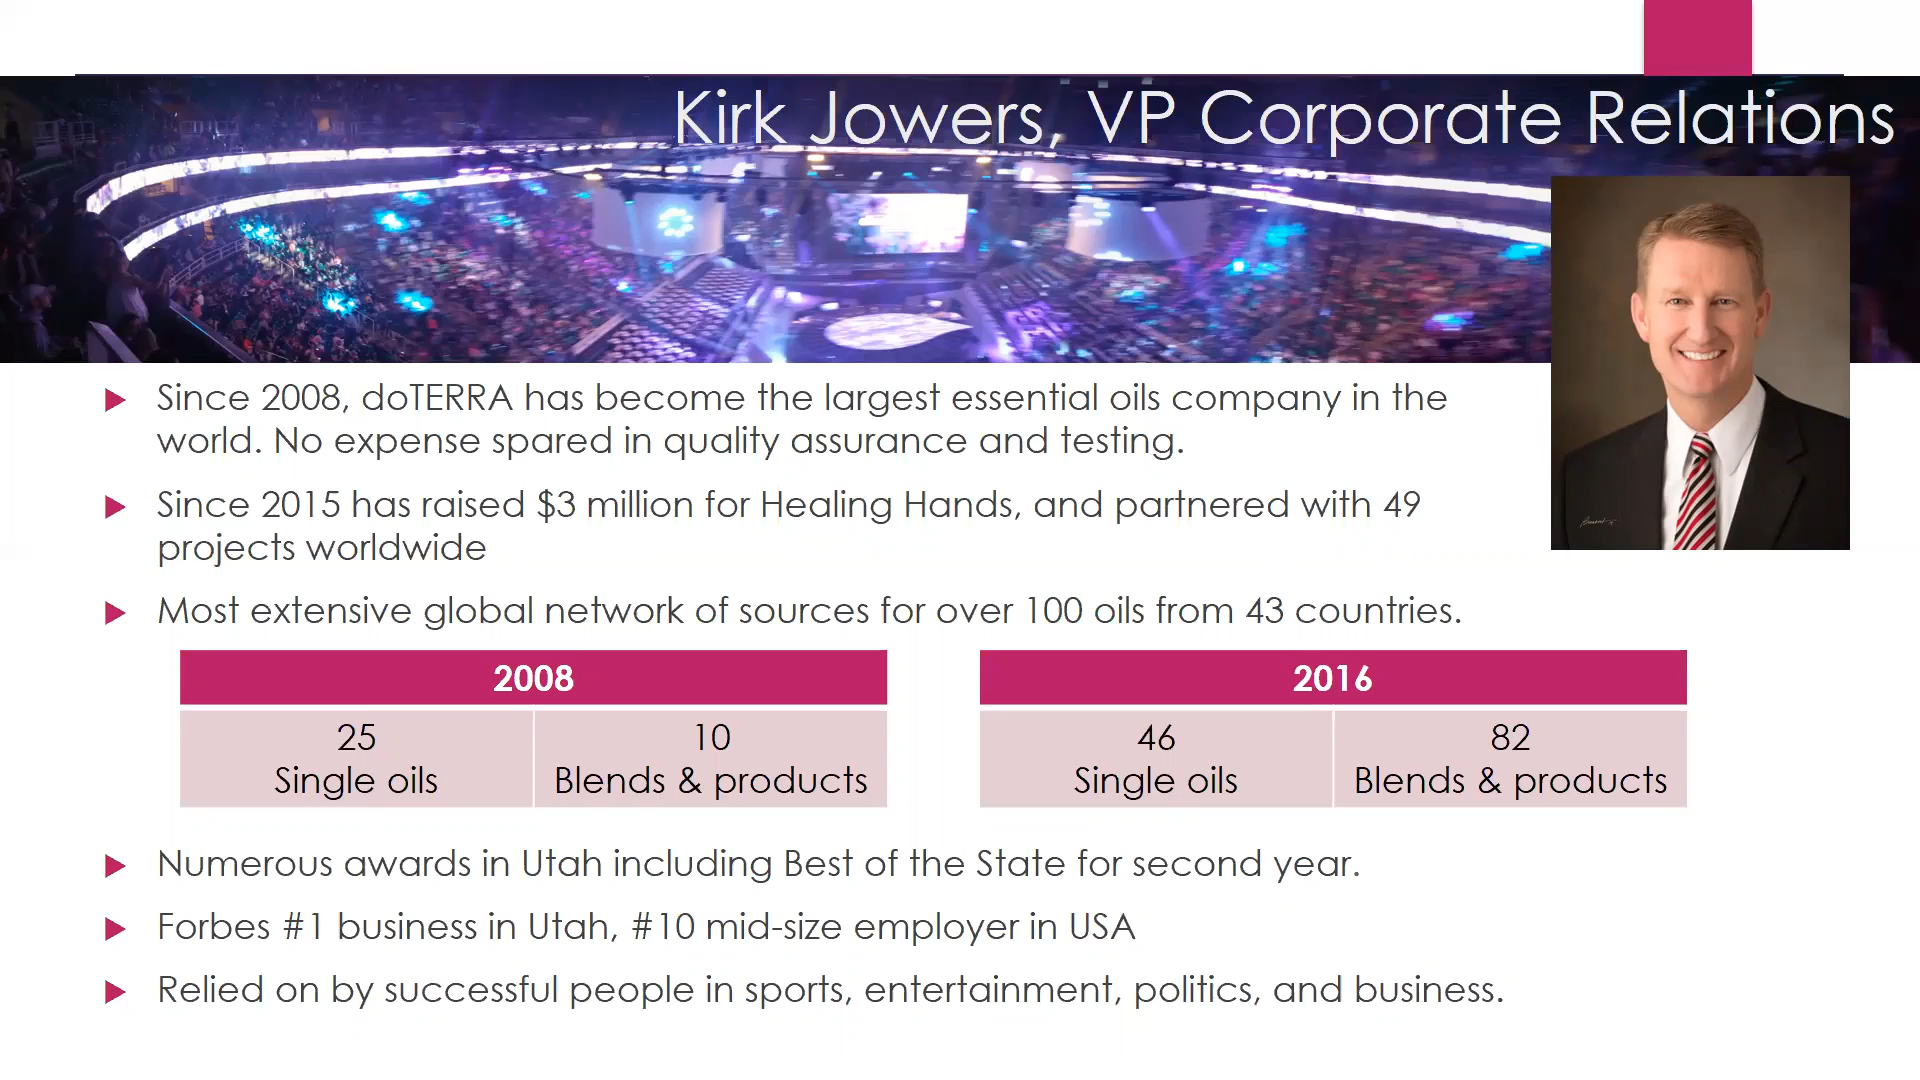 Kirk Jowers, VP Corporate Relations
Since 2008, doTERRA has become the largest essential oils company in the
world. No expense spared in quality assurance and testing.
Since 2015 has raised $3 million for Healing Hands, and partnered with 49
projects worldwide
Most extensive global network of sources for over 100 oils from 43 countries.
2008
25
Single oils
10
Blends & products
2016
46
Single oils
82
Blends & products
Numerous awards in Utah including Best of the State for second year.
Forbes #1 business in Utah, #10 mid-size employer in USA
Relied on by successful people in sports, entertainment, politics, and business.